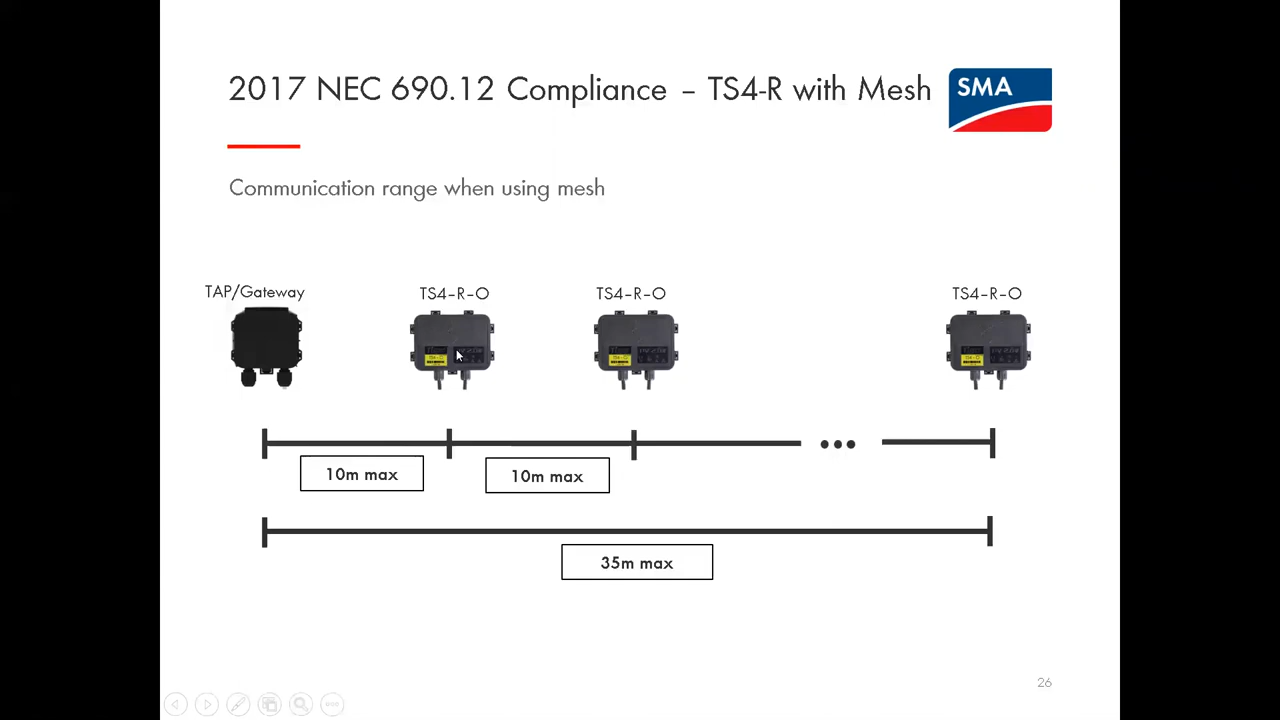 2017 NEC 690.12 Compliance – TS4-R with Mesh
SMA
Communication range when using mesh
TAP/Gateway
TS4–R–O
TS4–R–O
TS4–R–O
10m max
10m max
35m max
26